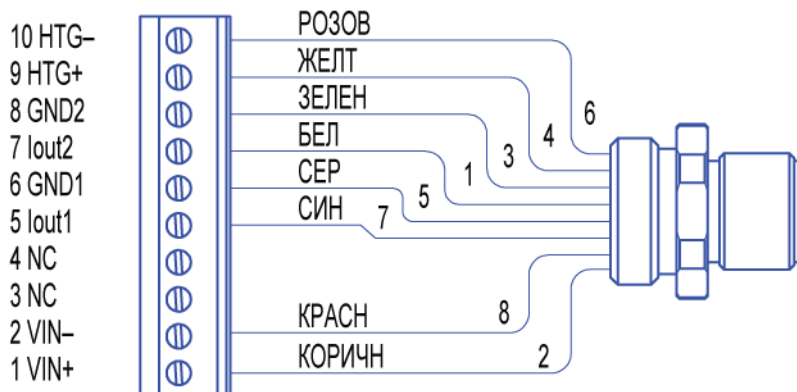 10 HTG–
РОЗОВ
9 HTG+
ЖЕЛТ
8 GND2
ЗЕЛЕН
7 Iout2
БЕЛ
6 GND1
СЕР
5 Iout1
СИН
4 NC
3 NC
2 VIN–
КРАСН
1 VIN+
КОРИЧН
6
4
3
1
5
7
8
2